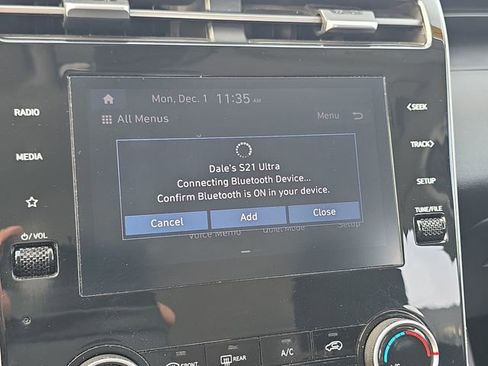 Mon, Dec. 1 11:35 AM
RADIO
SEEK
All Menus Menu
Dale's S21 Ultra
MEDIA
TRACK
Connecting Bluetooth Device...
Confirm Bluetooth is ON in your device.
SETUP
Cancel Add Close
TUNE/FILE
Voice Memo Quiet Mode Setup
/ VOL
FRONT REAR A/C